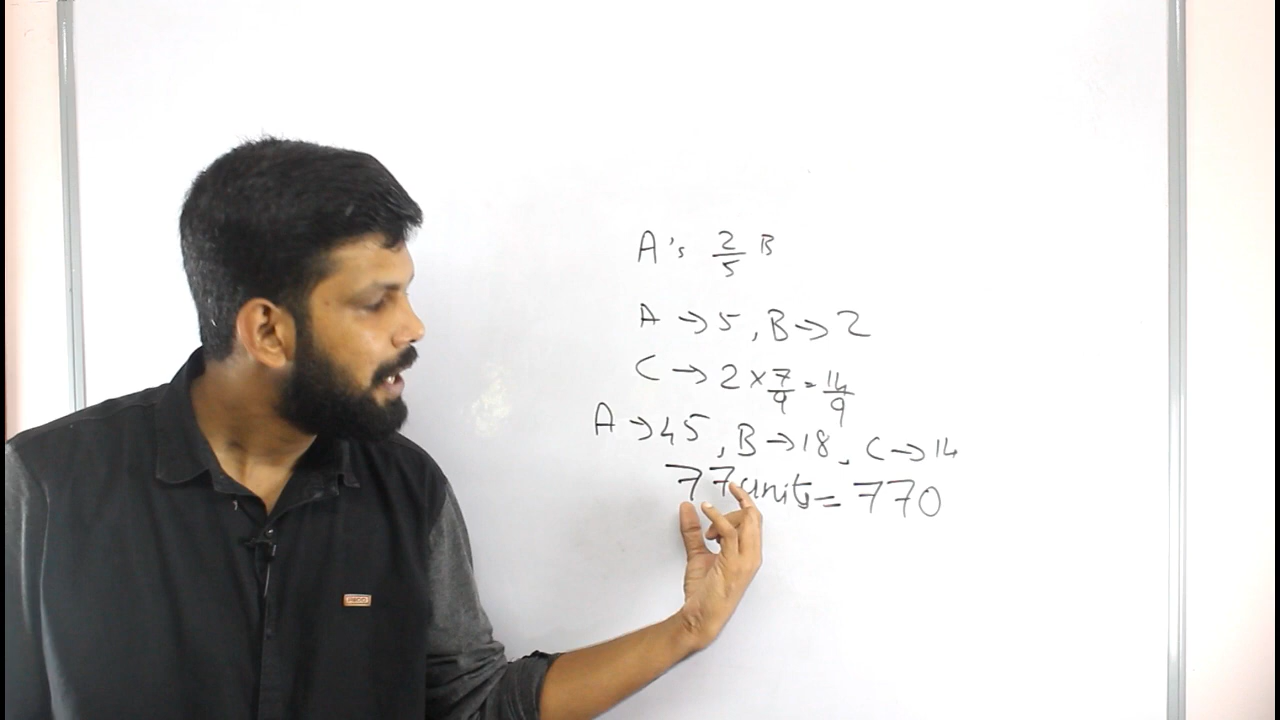 A's 2/5 B
A → 5, B → 2
C → 2 × 7/9 = 14/9
A → 45, B → 18, C → 14
77 units = 770